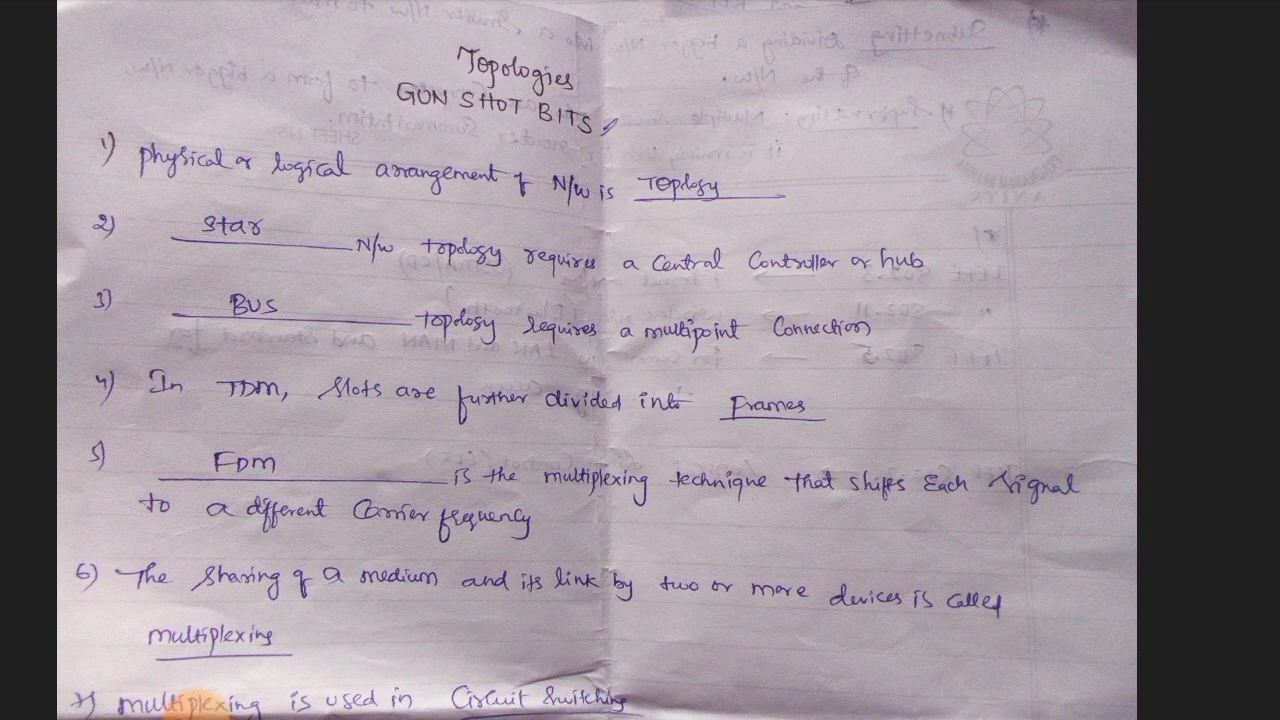 Topologies
GUN SHOT BITS
1) physical or logical arrangement of N/w is Topology
2) Star N/w topology requires a Central Controller or hub
3) BUS topology requires a multipoint Connection
4) In TDM, slots are further divided into Frames
5) FDM is the multiplexing technique that shifts Each signal
to a different Carrier frequency
6) The sharing of a medium and its link by two or more devices is called
multiplexing
7) multiplexing is used in Circuit Switching